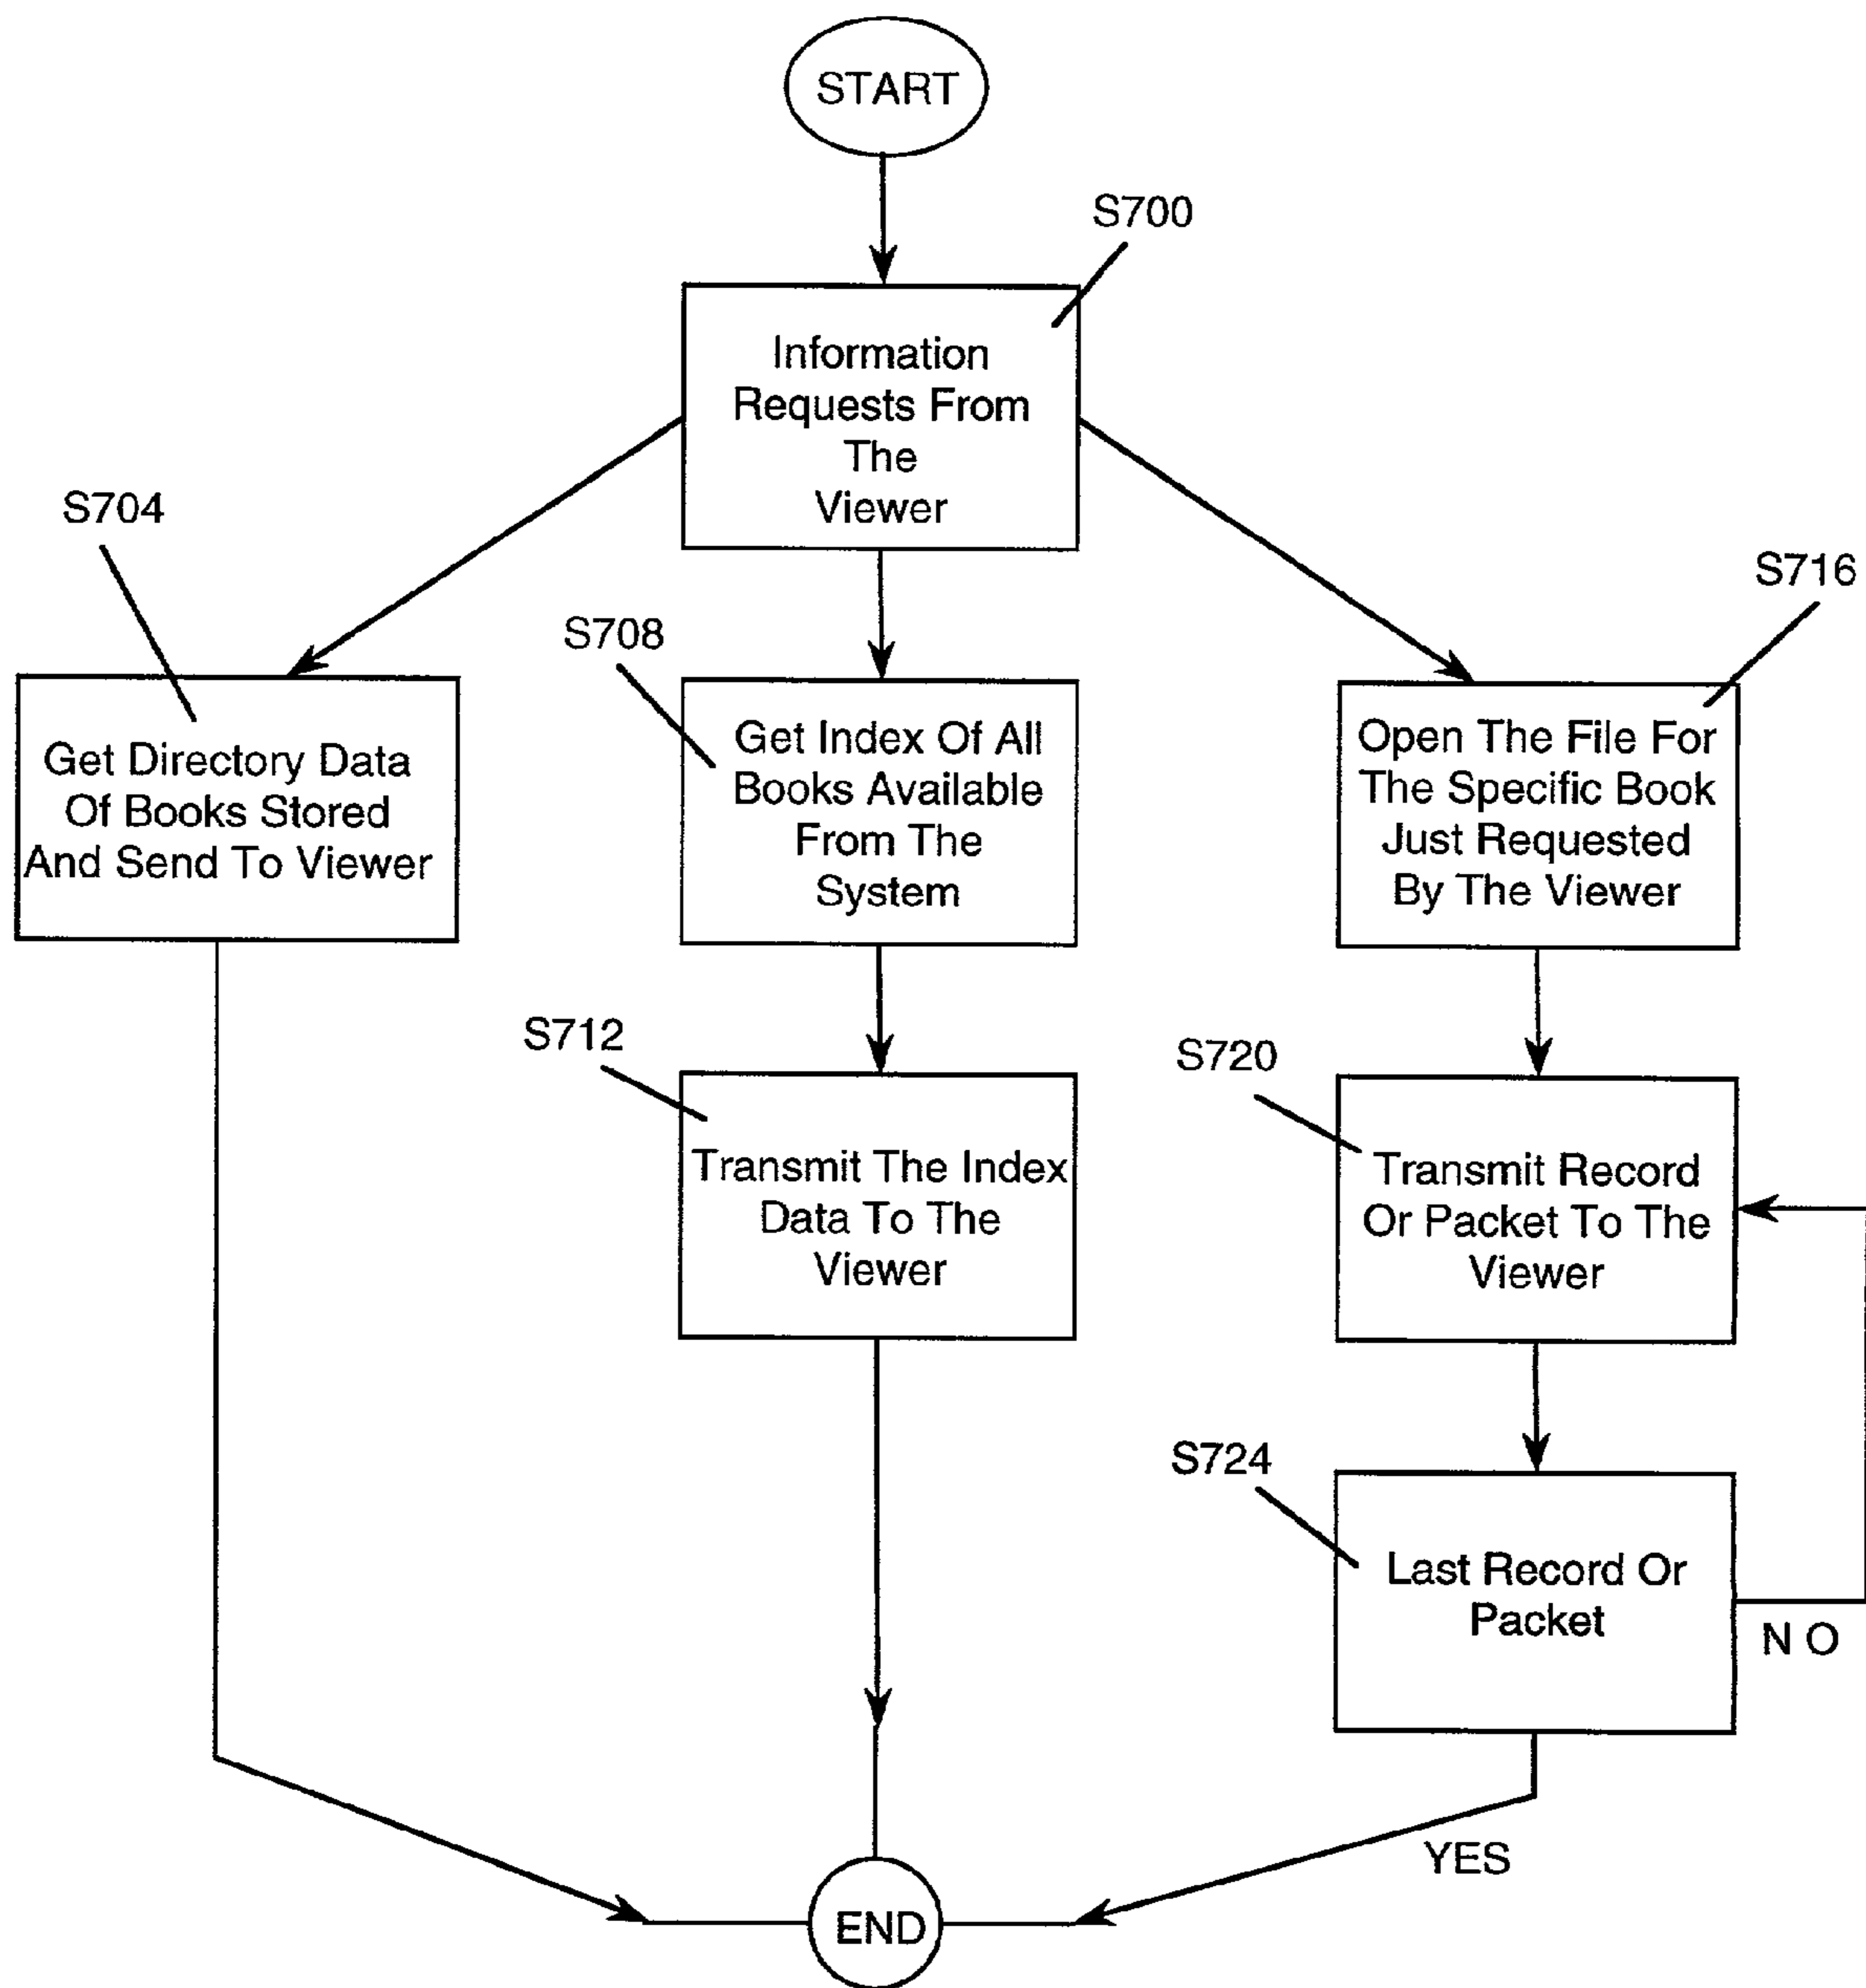 START
S700
Information
Requests From
The
Viewer
S704
Get Directory Data
Of Books Stored
And Send To Viewer
S708
Get Index Of All
Books Available
From The
System
S716
Open The File For
The Specific Book
Just Requested
By The Viewer
S712
Transmit The Index
Data To The
Viewer
S720
Transmit Record
Or Packet To The
Viewer
S724
Last Record Or
Packet
N O
YES
END